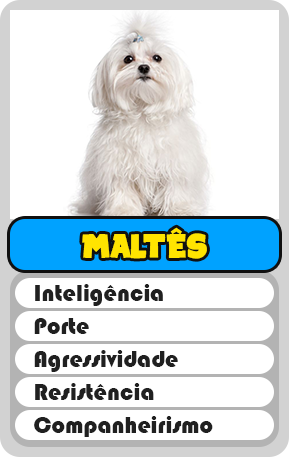 MALTÊS
Inteligência
Porte
Agressividade
Resistência
Companheirismo